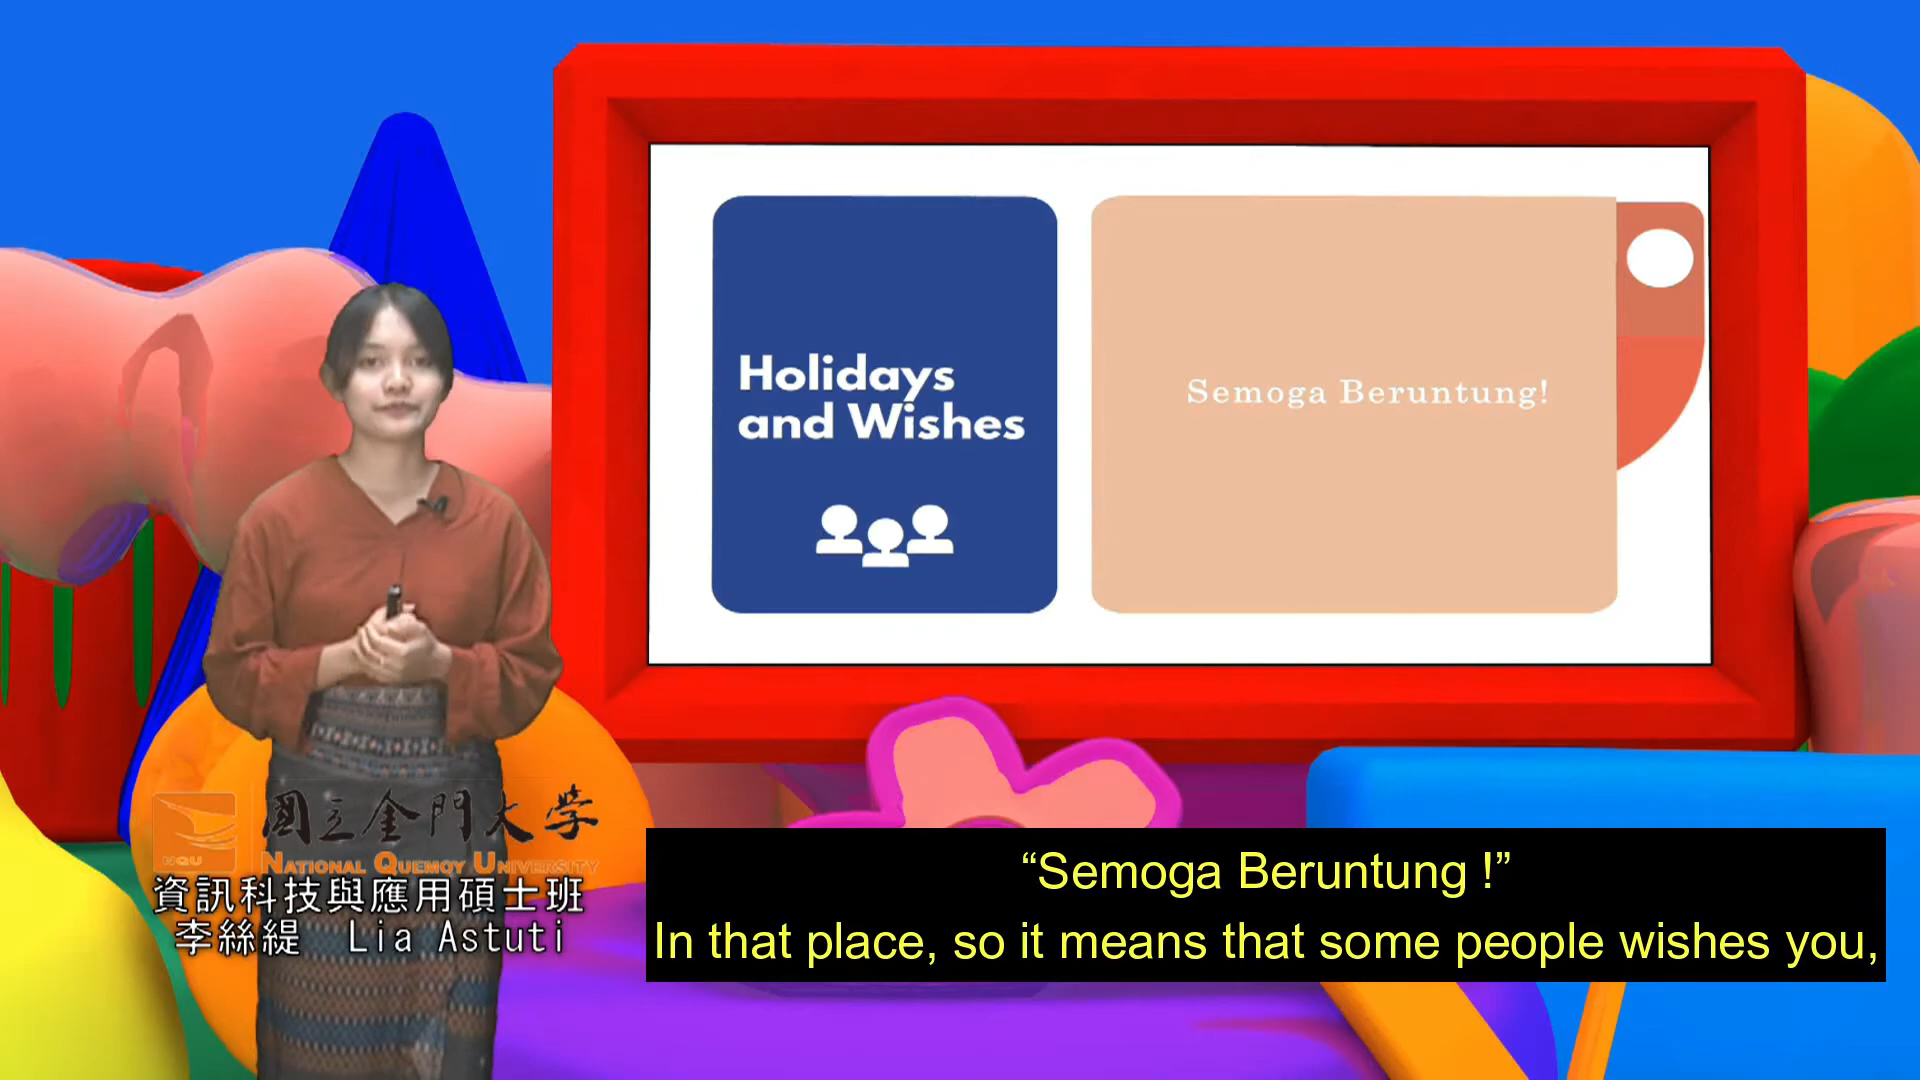 Holidays
and Wishes
Semoga Beruntung!
NQU
國立金門大學
NATIONAL QUEMOY UNIVERSITY
資訊科技與應用碩士班
李絲緹 Lia Astuti
“Semoga Beruntung !”
In that place, so it means that some people wishes you,